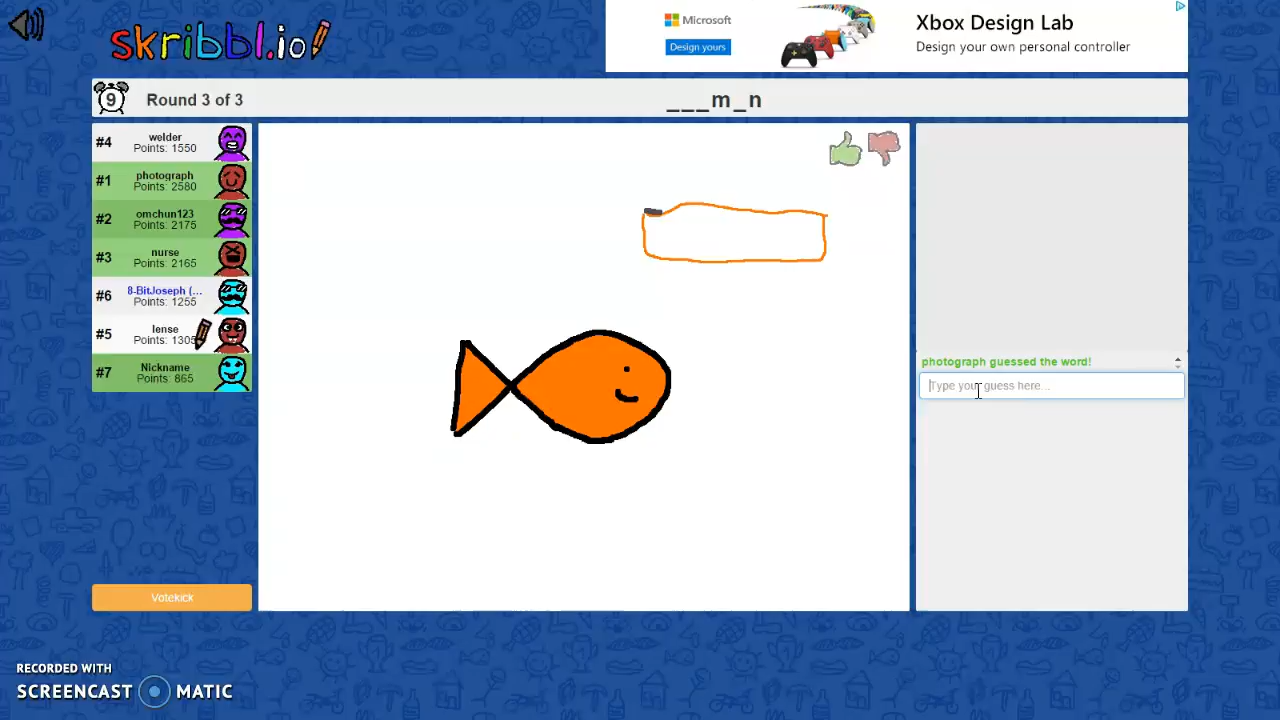 skribbl.io
Microsoft
Design yours
Xbox Design Lab
Design your own personal controller
9
Round 3 of 3
___m_n
#4 welder
Points: 1550
#1 photograph
Points: 2580
#2 omchun123
Points: 2175
#3 nurse
Points: 2165
#6 8-BitJoseph (...
Points: 1255
#5 lense
Points: 1305
#7 Nickname
Points: 865
photograph guessed the word!
Type your guess here...
Votekick
RECORDED WITH
SCREENCAST MATIC